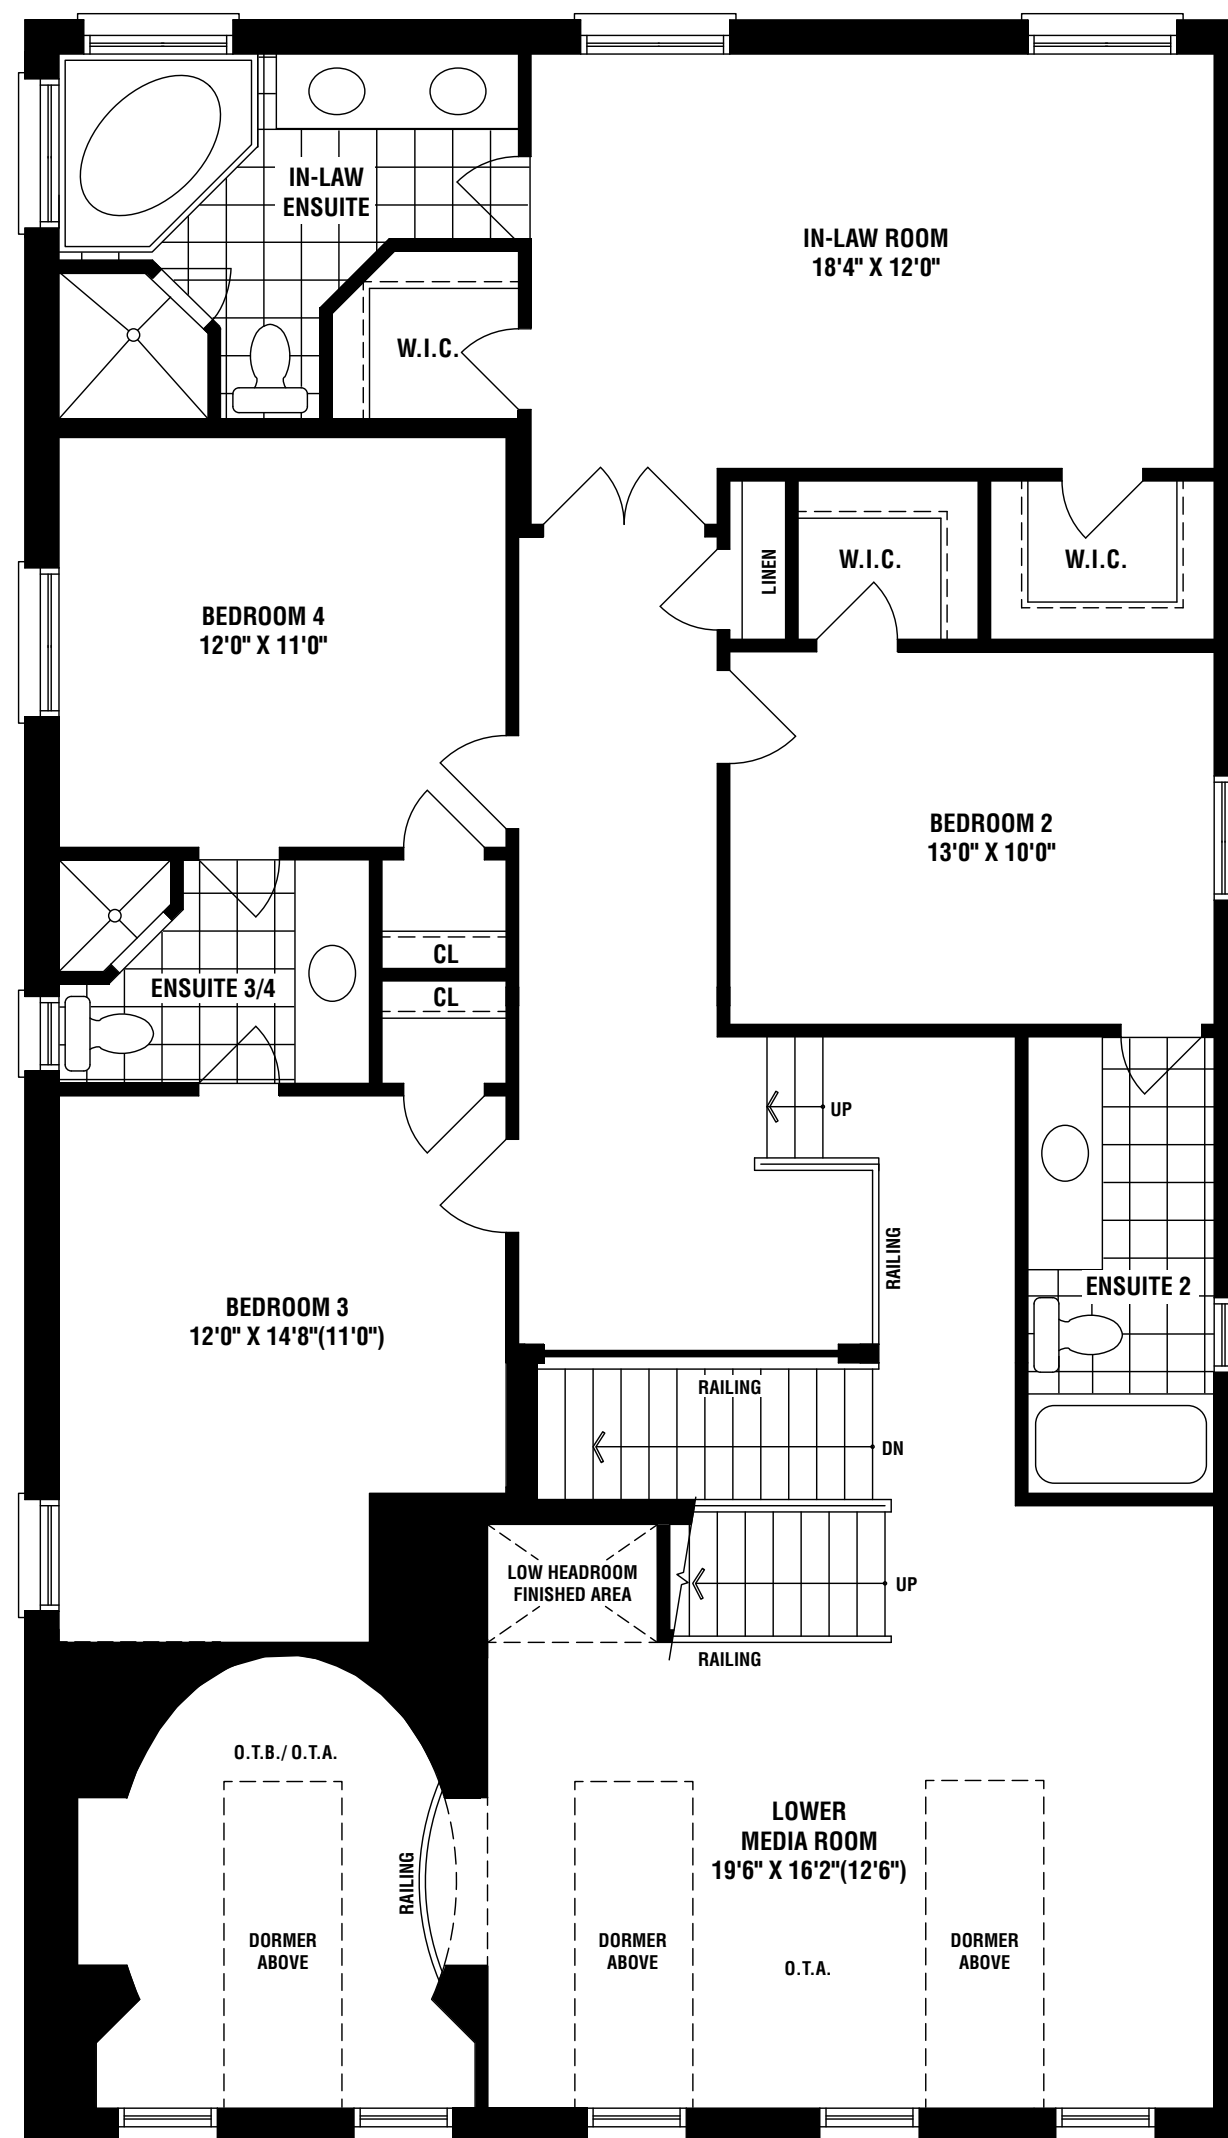 IN-LAW
ENSUITE
IN-LAW ROOM
18'4" X 12'0"
W.I.C.
LINEN
W.I.C.
W.I.C.
BEDROOM 4
12'0" X 11'0"
BEDROOM 2
13'0" X 10'0"
CL
ENSUITE 3/4
CL
UP
RAILING
ENSUITE 2
BEDROOM 3
12'0" X 14'8"(11'0")
RAILING
DN
LOW HEADROOM
FINISHED AREA
UP
RAILING
O.T.B./ O.T.A.
LOWER
MEDIA ROOM
19'6" X 16'2"(12'6")
RAILING
DORMER
ABOVE
DORMER
ABOVE
O.T.A.
DORMER
ABOVE